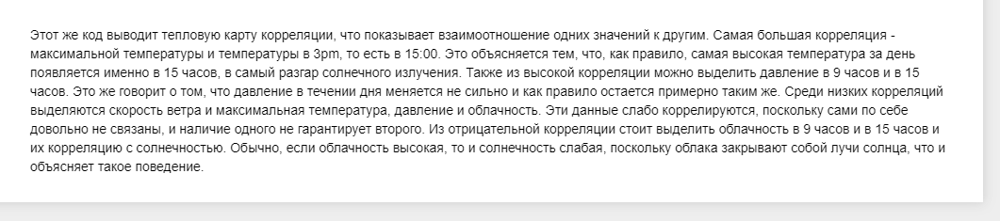 Этот же код выводит тепловую карту корреляции, что показывает взаимоотношение одних значений к другим. Самая большая корреляция -
максимальной температуры и температуры в 3pm, то есть в 15:00. Это объясняется тем, что, как правило, самая высокая температура за день
появляется именно в 15 часов, в самый разгар солнечного излучения. Также из высокой корреляции можно выделить давление в 9 часов и в 15
часов. Это же говорит о том, что давление в течении дня меняется не сильно и как правило остается примерно таким же. Среди низких корреляций
выделяются скорость ветра и максимальная температура, давление и облачность. Эти данные слабо коррелируются, поскольку сами по себе
довольно не связаны, и наличие одного не гарантирует второго. Из отрицательной корреляции стоит выделить облачность в 9 часов и в 15 часов и
их корреляцию с солнечностью. Обычно, если облачность высокая, то и солнечность слабая, поскольку облака закрывают собой лучи солнца, что и
объясняет такое поведение.